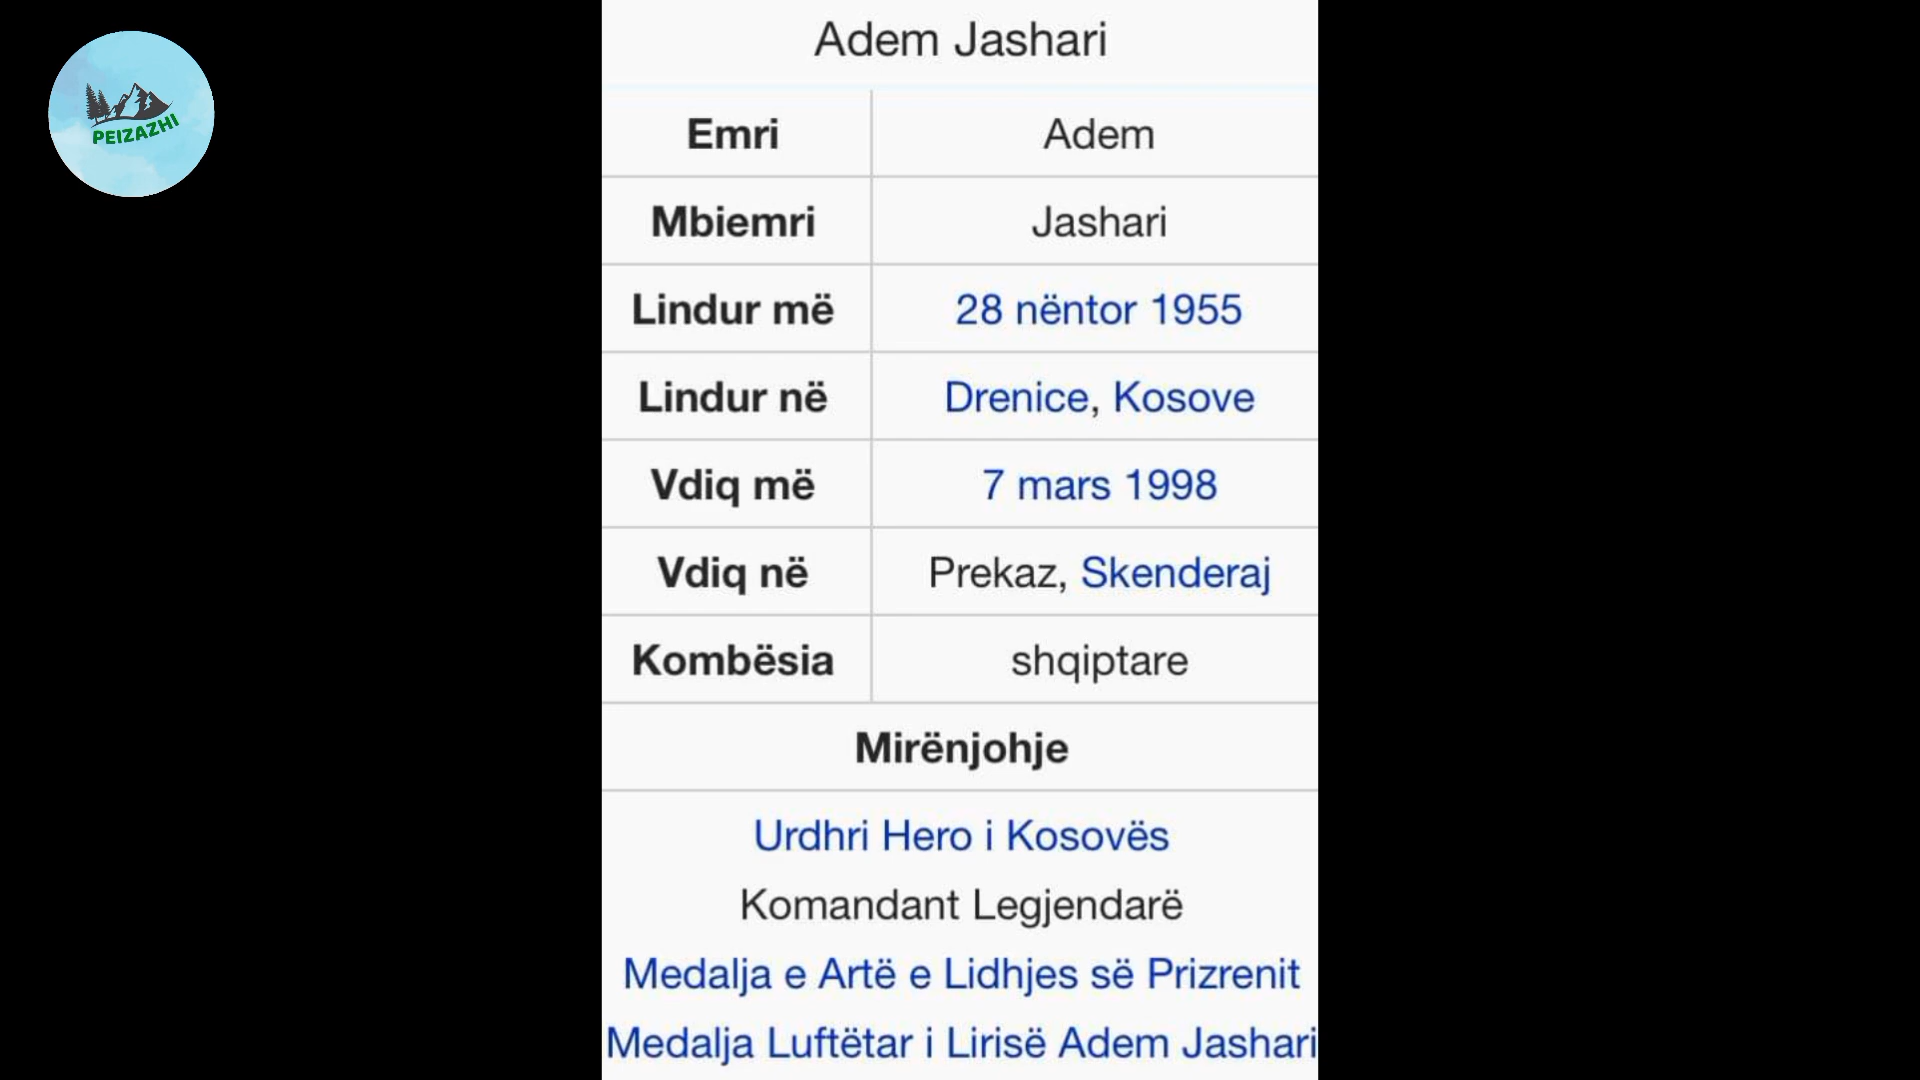 PEIZAZHI
Adem Jashari
Emri Adem
Mbiemri Jashari
Lindur më 28 nëntor 1955
Lindur në Drenice, Kosove
Vdiq më 7 mars 1998
Vdiq në Prekaz, Skenderaj
Kombësia shqiptare
Mirënjohje
Urdhri Hero i Kosovës
Komandant Legjendarë
Medalja e Artë e Lidhjes së Prizrenit
Medalja Luftëtar i Lirisë Adem Jashari